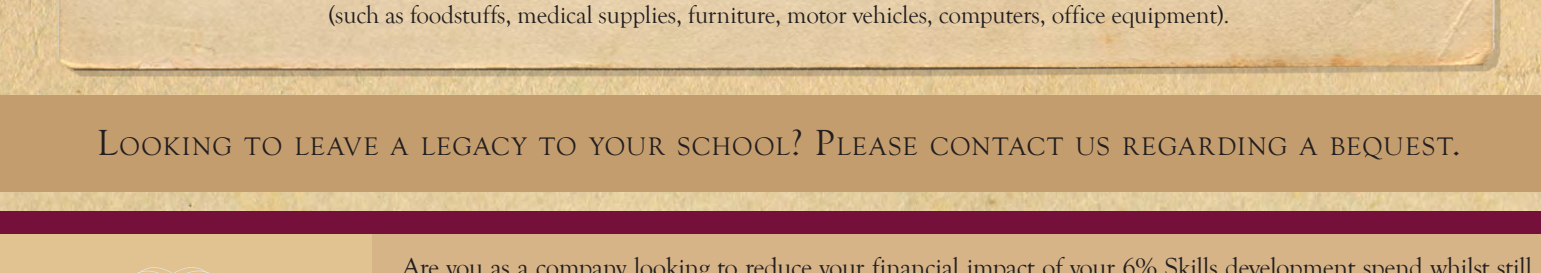 (such as foodstuffs, medical supplies, furniture, motor vehicles, computers, office equipment).
Looking to leave a legacy to your school? Please contact us regarding a bequest.
Are you as a company looking to reduce your financial impact of your 6% Skills development spend whilst still